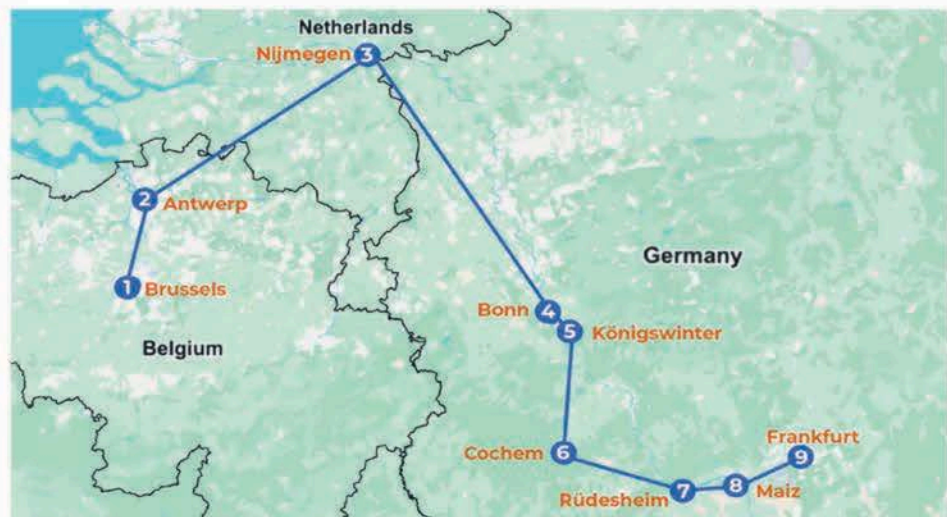 Netherlands
Nijmegen 3
2 Antwerp
Germany
1 Brussels
Bonn 4
5 Königswinter
Belgium
Cochem 6
Frankfurt
9
Rüdesheim 7
8 Maiz